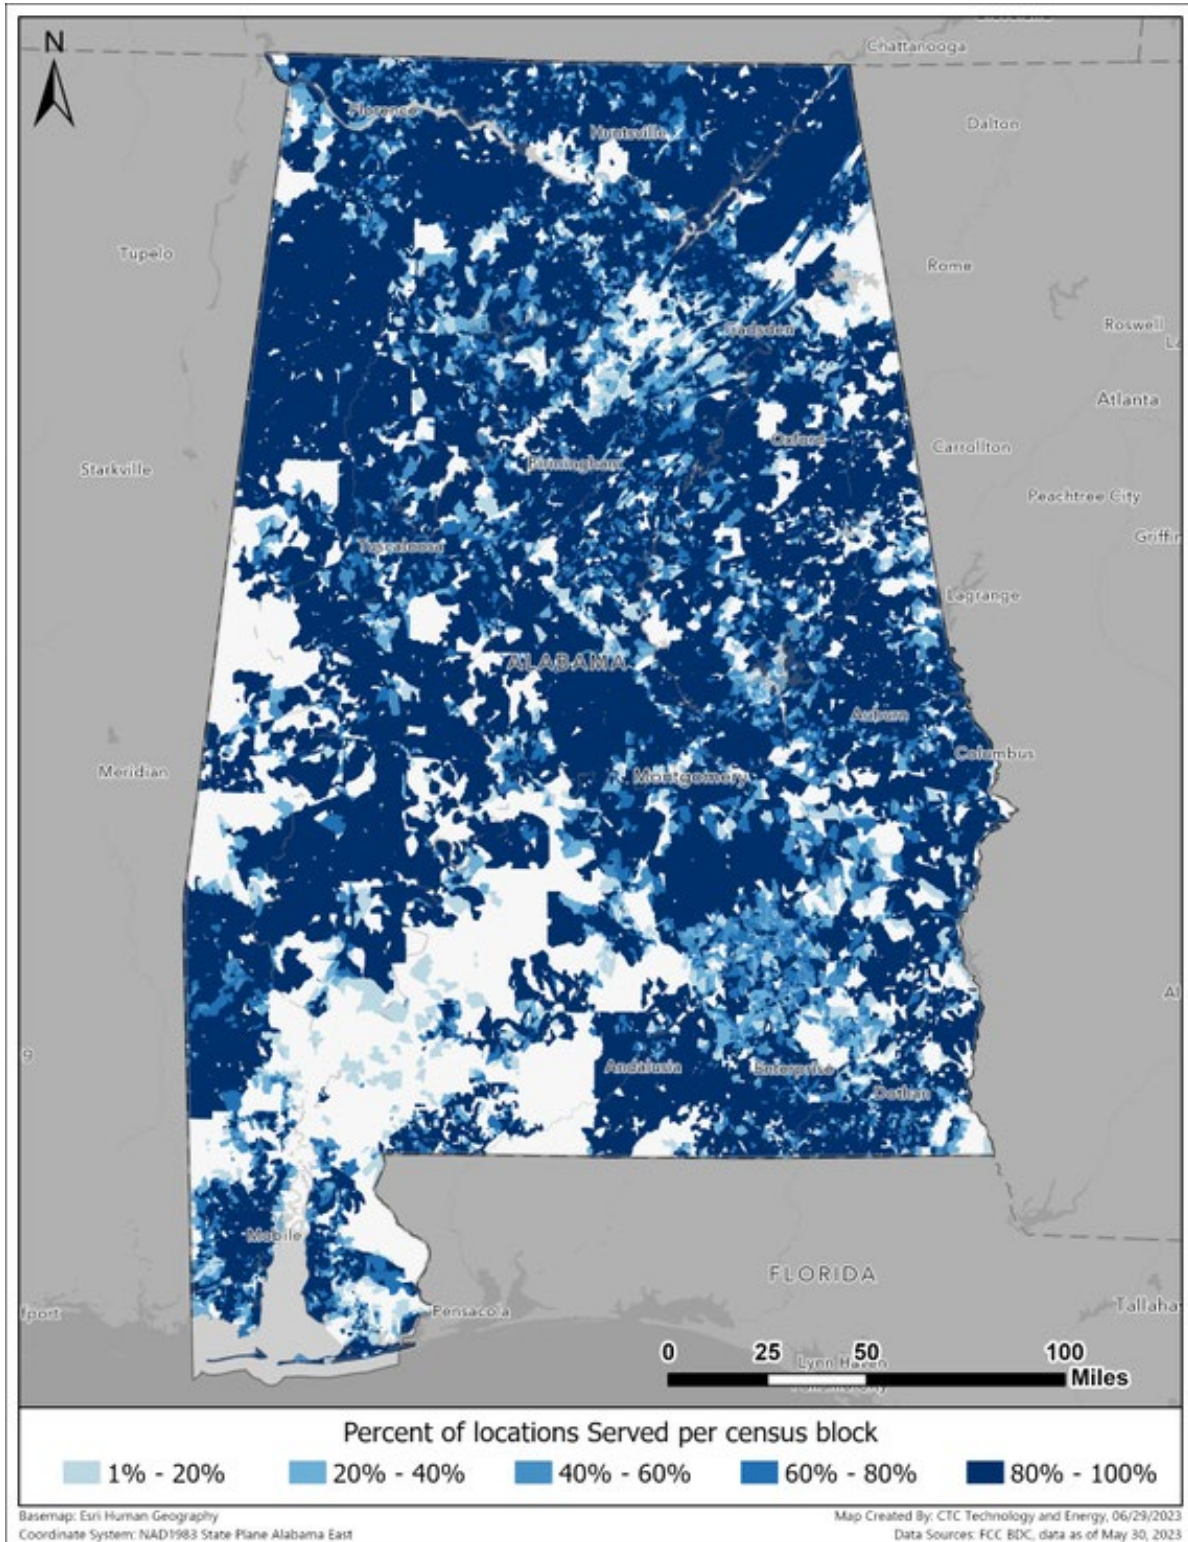 N
Chattanooga
Florence
Huntsville
Dalton
Tupelo
Rome
Roswell
Gadsden
Atlanta
Oxford
Carrollton
Starkville
Birmingham
Peachtree City
Tuscaloosa
Griffin
Lagrange
ALABAMA
Auburn
Columbus
Meridian
Montgomery
Al
9
Andalusia
Enterprise
Dothan
Mobile
FLORIDA
fport
Pensacola
Tallaha
0 25 50 100
Lynn Haven
Miles
Percent of locations Served per census block
1% - 20% 20% - 40% 40% - 60% 60% - 80% 80% - 100%
Basemap: Esri Human Geography
Map Created By: CTC Technology and Energy, 06/29/2023
Coordinate System: NAD1983 State Plane Alabama East
Data Sources: FCC BDC, data as of May 30, 2023